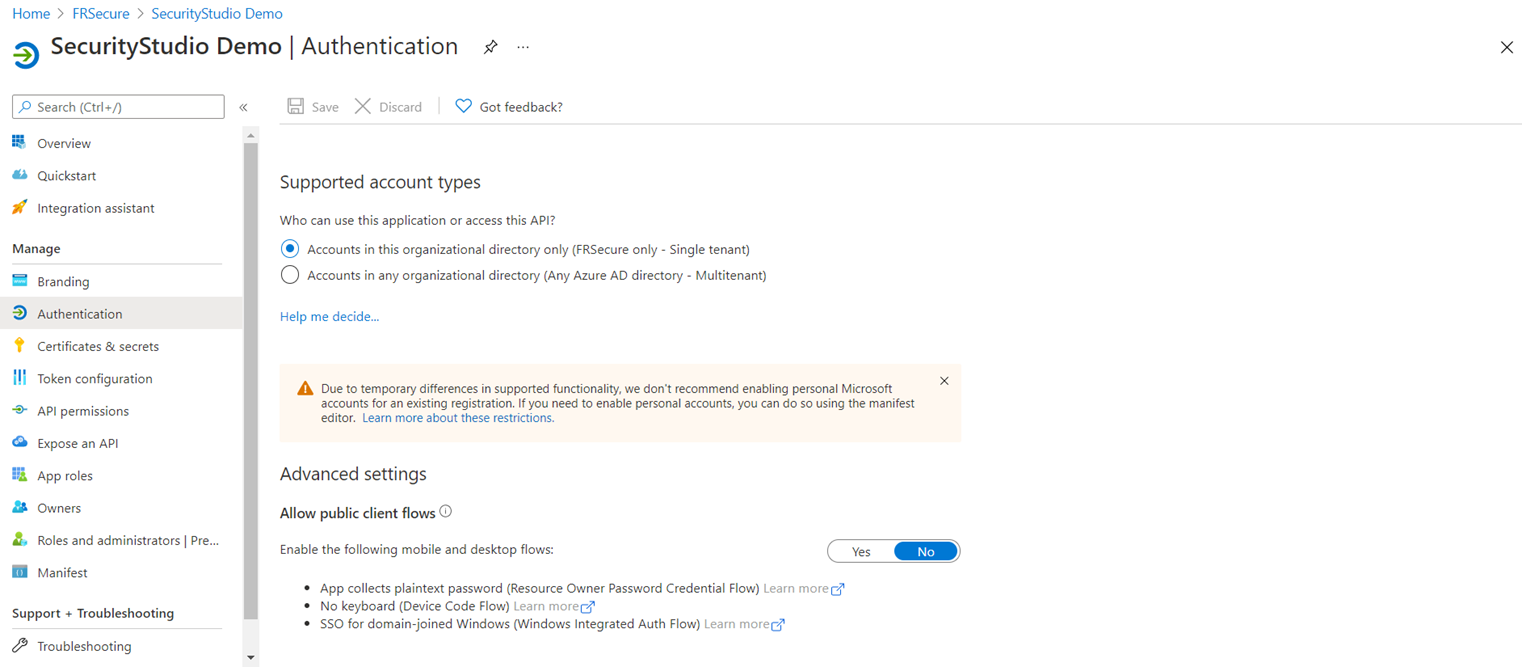 Home > FRSecure > SecurityStudio Demo
SecurityStudio Demo | Authentication ...
Search (Ctrl+/) «
Overview
Quickstart
Integration assistant
Manage
Branding
Authentication
Certificates & secrets
Token configuration
API permissions
Expose an API
App roles
Owners
Roles and administrators | Pre...
Manifest
Support + Troubleshooting
Troubleshooting
Save Discard Got feedback?
Supported account types
Who can use this application or access this API?
Accounts in this organizational directory only (FRSecure only - Single tenant)
Accounts in any organizational directory (Any Azure AD directory - Multitenant)
Help me decide...
Due to temporary differences in supported functionality, we don't recommend enabling personal Microsoft
accounts for an existing registration. If you need to enable personal accounts, you can do so using the manifest
editor. Learn more about these restrictions.
Advanced settings
Allow public client flows
Enable the following mobile and desktop flows: Yes No
• App collects plaintext password (Resource Owner Password Credential Flow) Learn more
• No keyboard (Device Code Flow) Learn more
• SSO for domain-joined Windows (Windows Integrated Auth Flow) Learn more